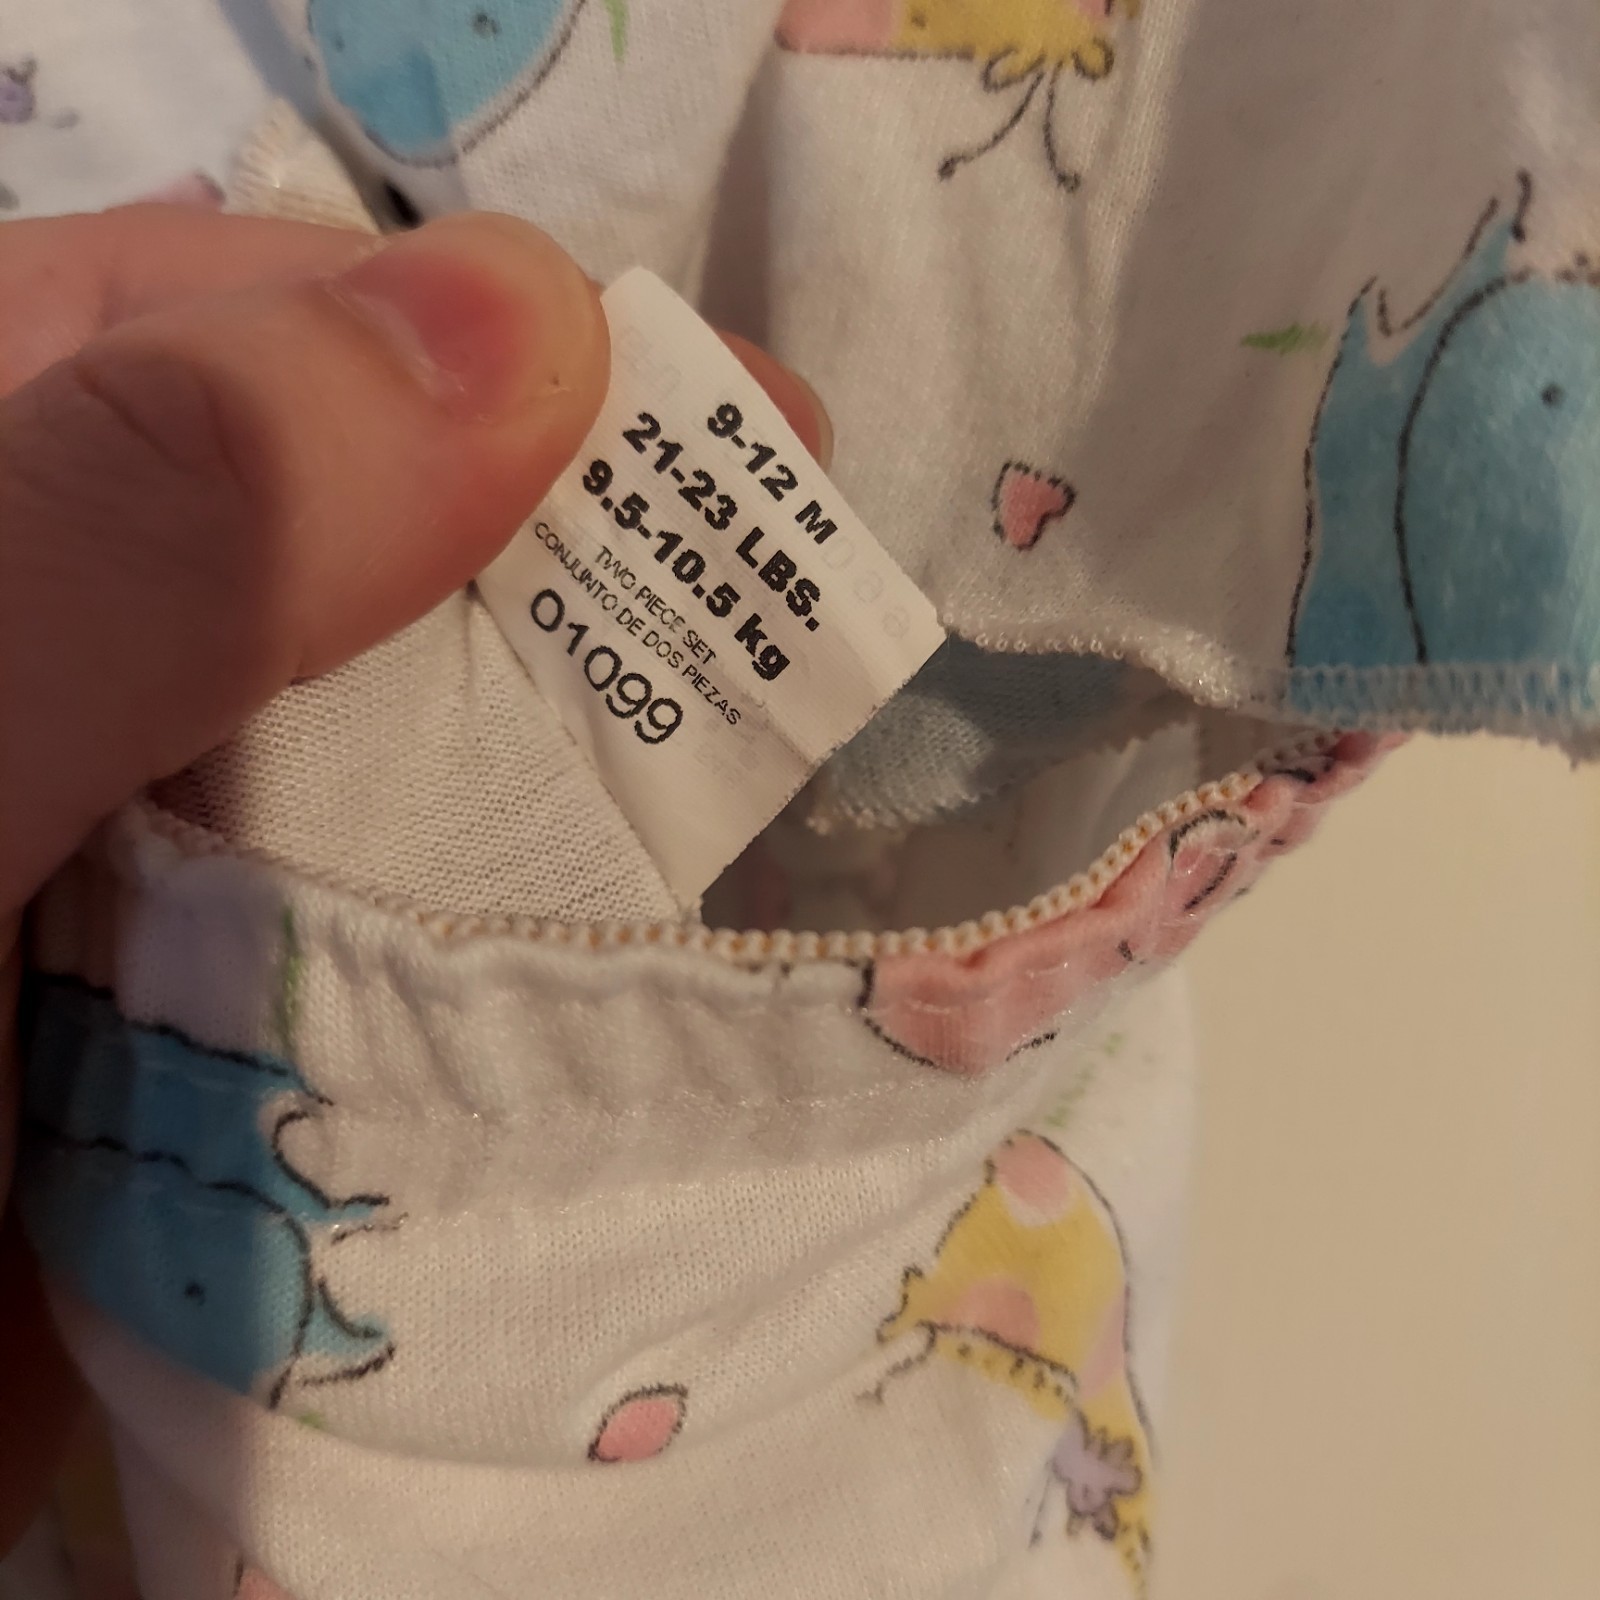 9-12 M
21-23 LBS.
9.5-10.5 kg
TWO PIECE SET
CONJUNTO DE DOS PIEZAS
01099